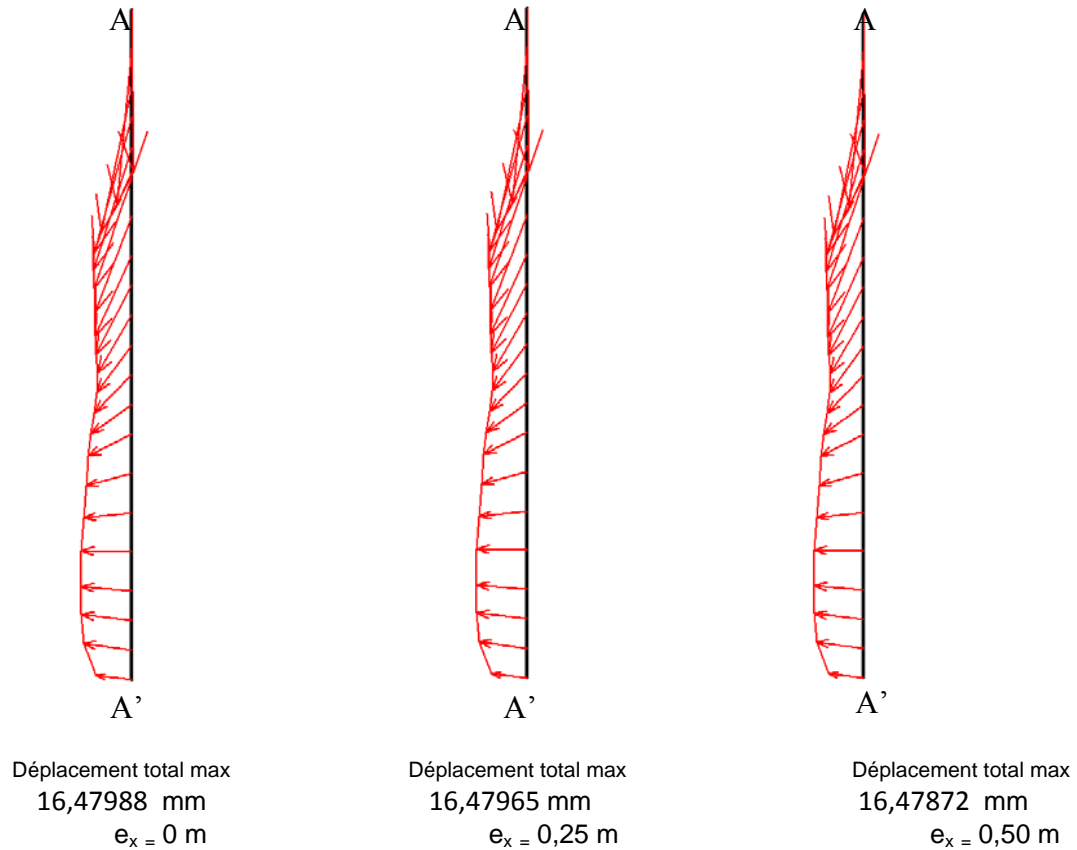 A A A
A' A' A'
Déplacement total max Déplacement total max Déplacement total max
16,47988 mm 16,47965 mm 16,47872 mm
eₓ = 0 m eₓ = 0,25 m eₓ = 0,50 m